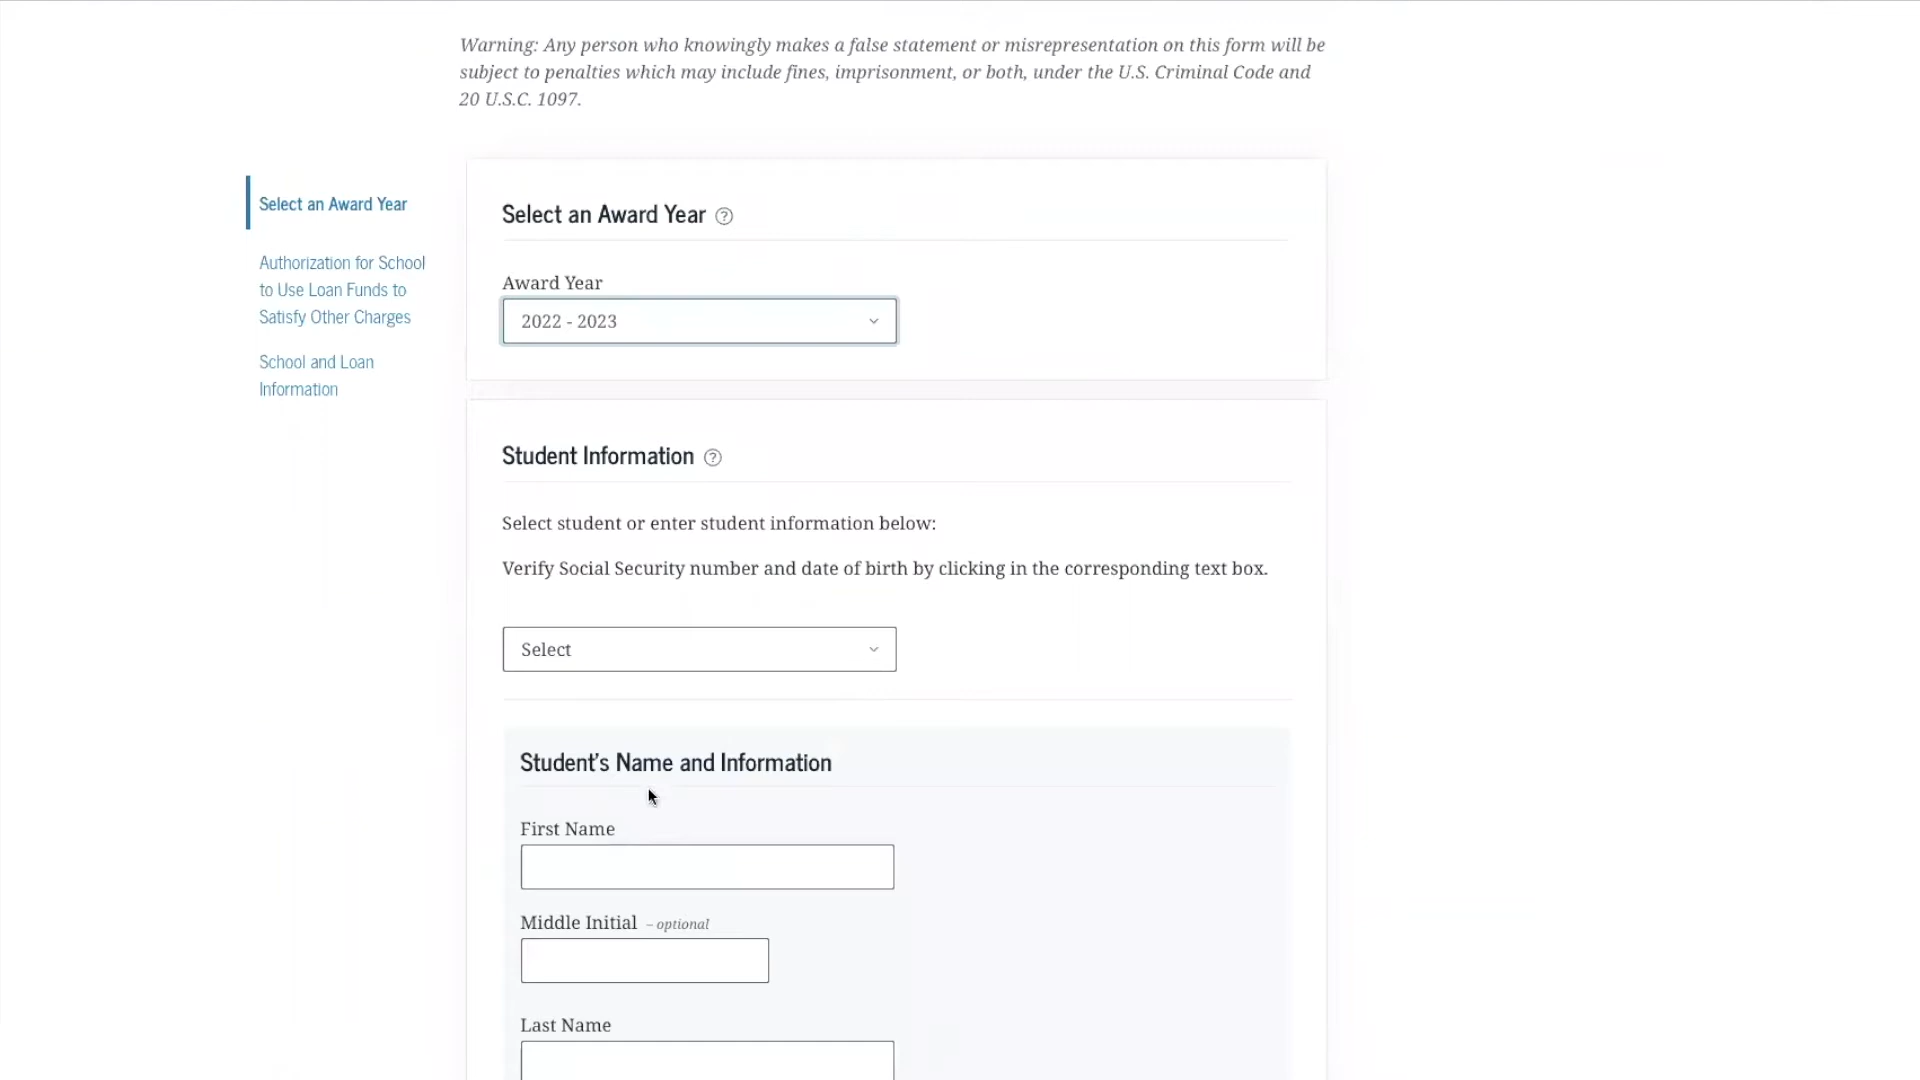 Warning: Any person who knowingly makes a false statement or misrepresentation on this form will be
subject to penalties which may include fines, imprisonment, or both, under the U.S. Criminal Code and
20 U.S.C. 1097.
Select an Award Year
Authorization for School
to Use Loan Funds to
Satisfy Other Charges
School and Loan
Information
Select an Award Year ?
Award Year
2022 - 2023
Student Information ?
Select student or enter student information below:
Verify Social Security number and date of birth by clicking in the corresponding text box.
Select
Student's Name and Information
First Name
Middle Initial – optional
Last Name